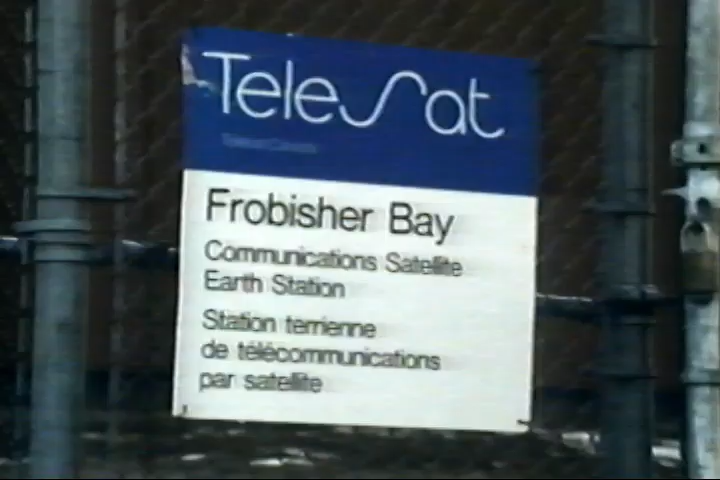 Telesat
Frobisher Bay
Communications Satellite
Earth Station
Station terrienne
de télécommunications
par satellite